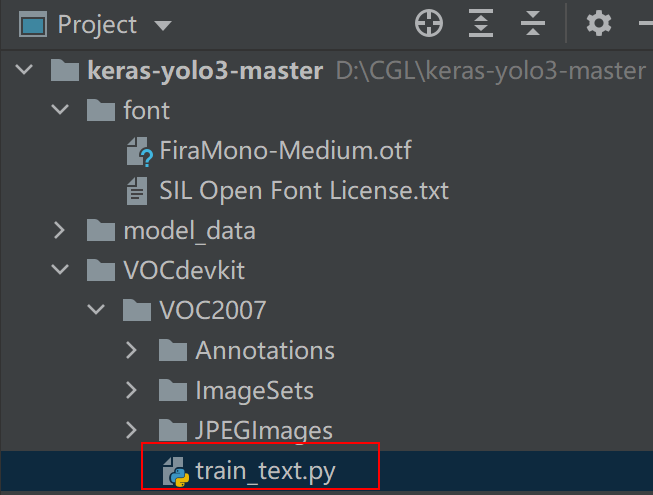 Project
keras-yolo3-master D:\CGL\keras-yolo3-master
font
FiraMono-Medium.otf
SIL Open Font License.txt
model_data
VOCdevkit
VOC2007
Annotations
ImageSets
JPEGImages
train_text.py